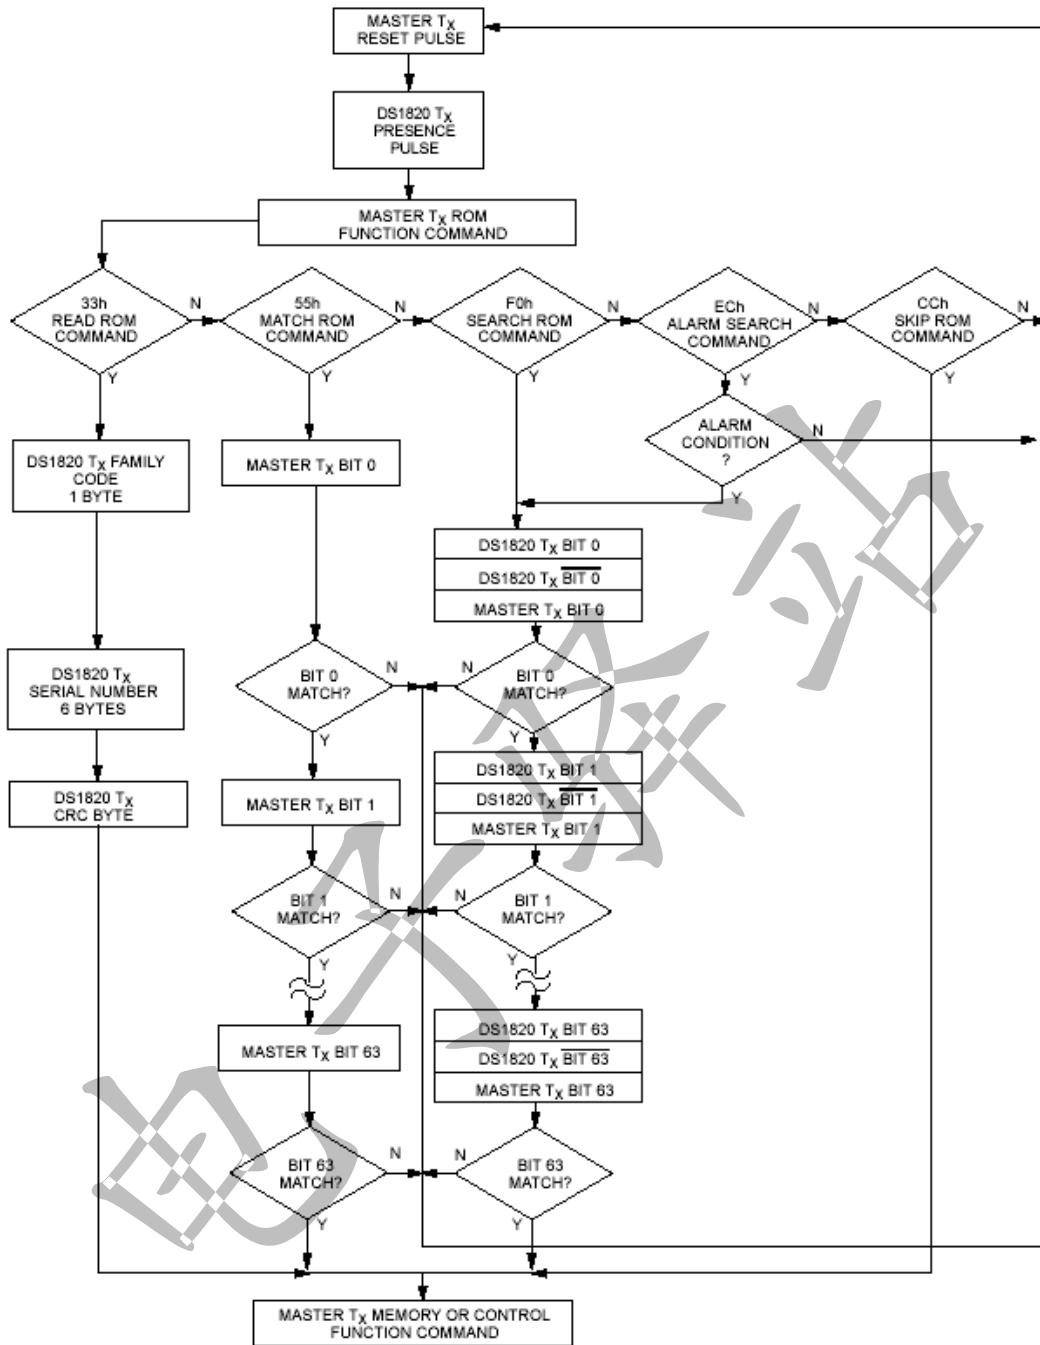 MASTER TX
RESET PULSE
DS1820 TX
PRESENCE
PULSE
MASTER TX ROM
FUNCTION COMMAND
33h
READ ROM
COMMAND
N
Y
55h
MATCH ROM
COMMAND
N
Y
F0h
SEARCH ROM
COMMAND
N
Y
ECh
ALARM SEARCH
COMMAND
N
Y
CCh
SKIP ROM
COMMAND
N
Y
ALARM
CONDITION
?
N
Y
DS1820 TX FAMILY
CODE
1 BYTE
MASTER TX BIT 0
DS1820 TX BIT 0
DS1820 TX B̅I̅T̅ ̅0̅
MASTER TX BIT 0
DS1820 TX
SERIAL NUMBER
6 BYTES
BIT 0
MATCH?
N
Y
BIT 0
MATCH?
N
Y
DS1820 TX
CRC BYTE
MASTER TX BIT 1
DS1820 TX BIT 1
DS1820 TX B̅I̅T̅ ̅1̅
MASTER TX BIT 1
BIT 1
MATCH?
N
Y
BIT 1
MATCH?
N
Y
MASTER TX BIT 63
DS1820 TX BIT 63
DS1820 TX B̅I̅T̅ ̅6̅3̅
MASTER TX BIT 63
BIT 63
MATCH?
N
Y
BIT 63
MATCH?
N
Y
MASTER TX MEMORY OR CONTROL
FUNCTION COMMAND
电子驿站